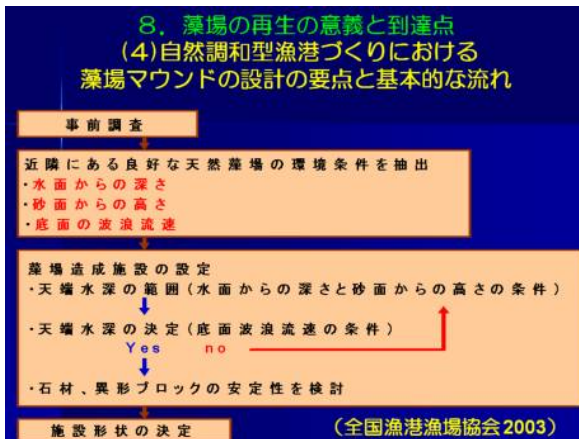 ８．藻場の再生の意義と到達点
(4)自然調和型漁港づくりにおける
藻場マウンドの設計の要点と基本的な流れ
事前調査
近隣にある良好な天然藻場の環境条件を抽出
・水面からの深さ
・砂面からの高さ
・底面の波浪流速
藻場造成施設の設定
・天端水深の範囲(水面からの深さと砂面からの高さの条件)
・天端水深の決定(底面波浪流速の条件)
Yes no
・石材、異形ブロックの安定性を検討
施設形状の決定
(全国漁港漁場協会2003)